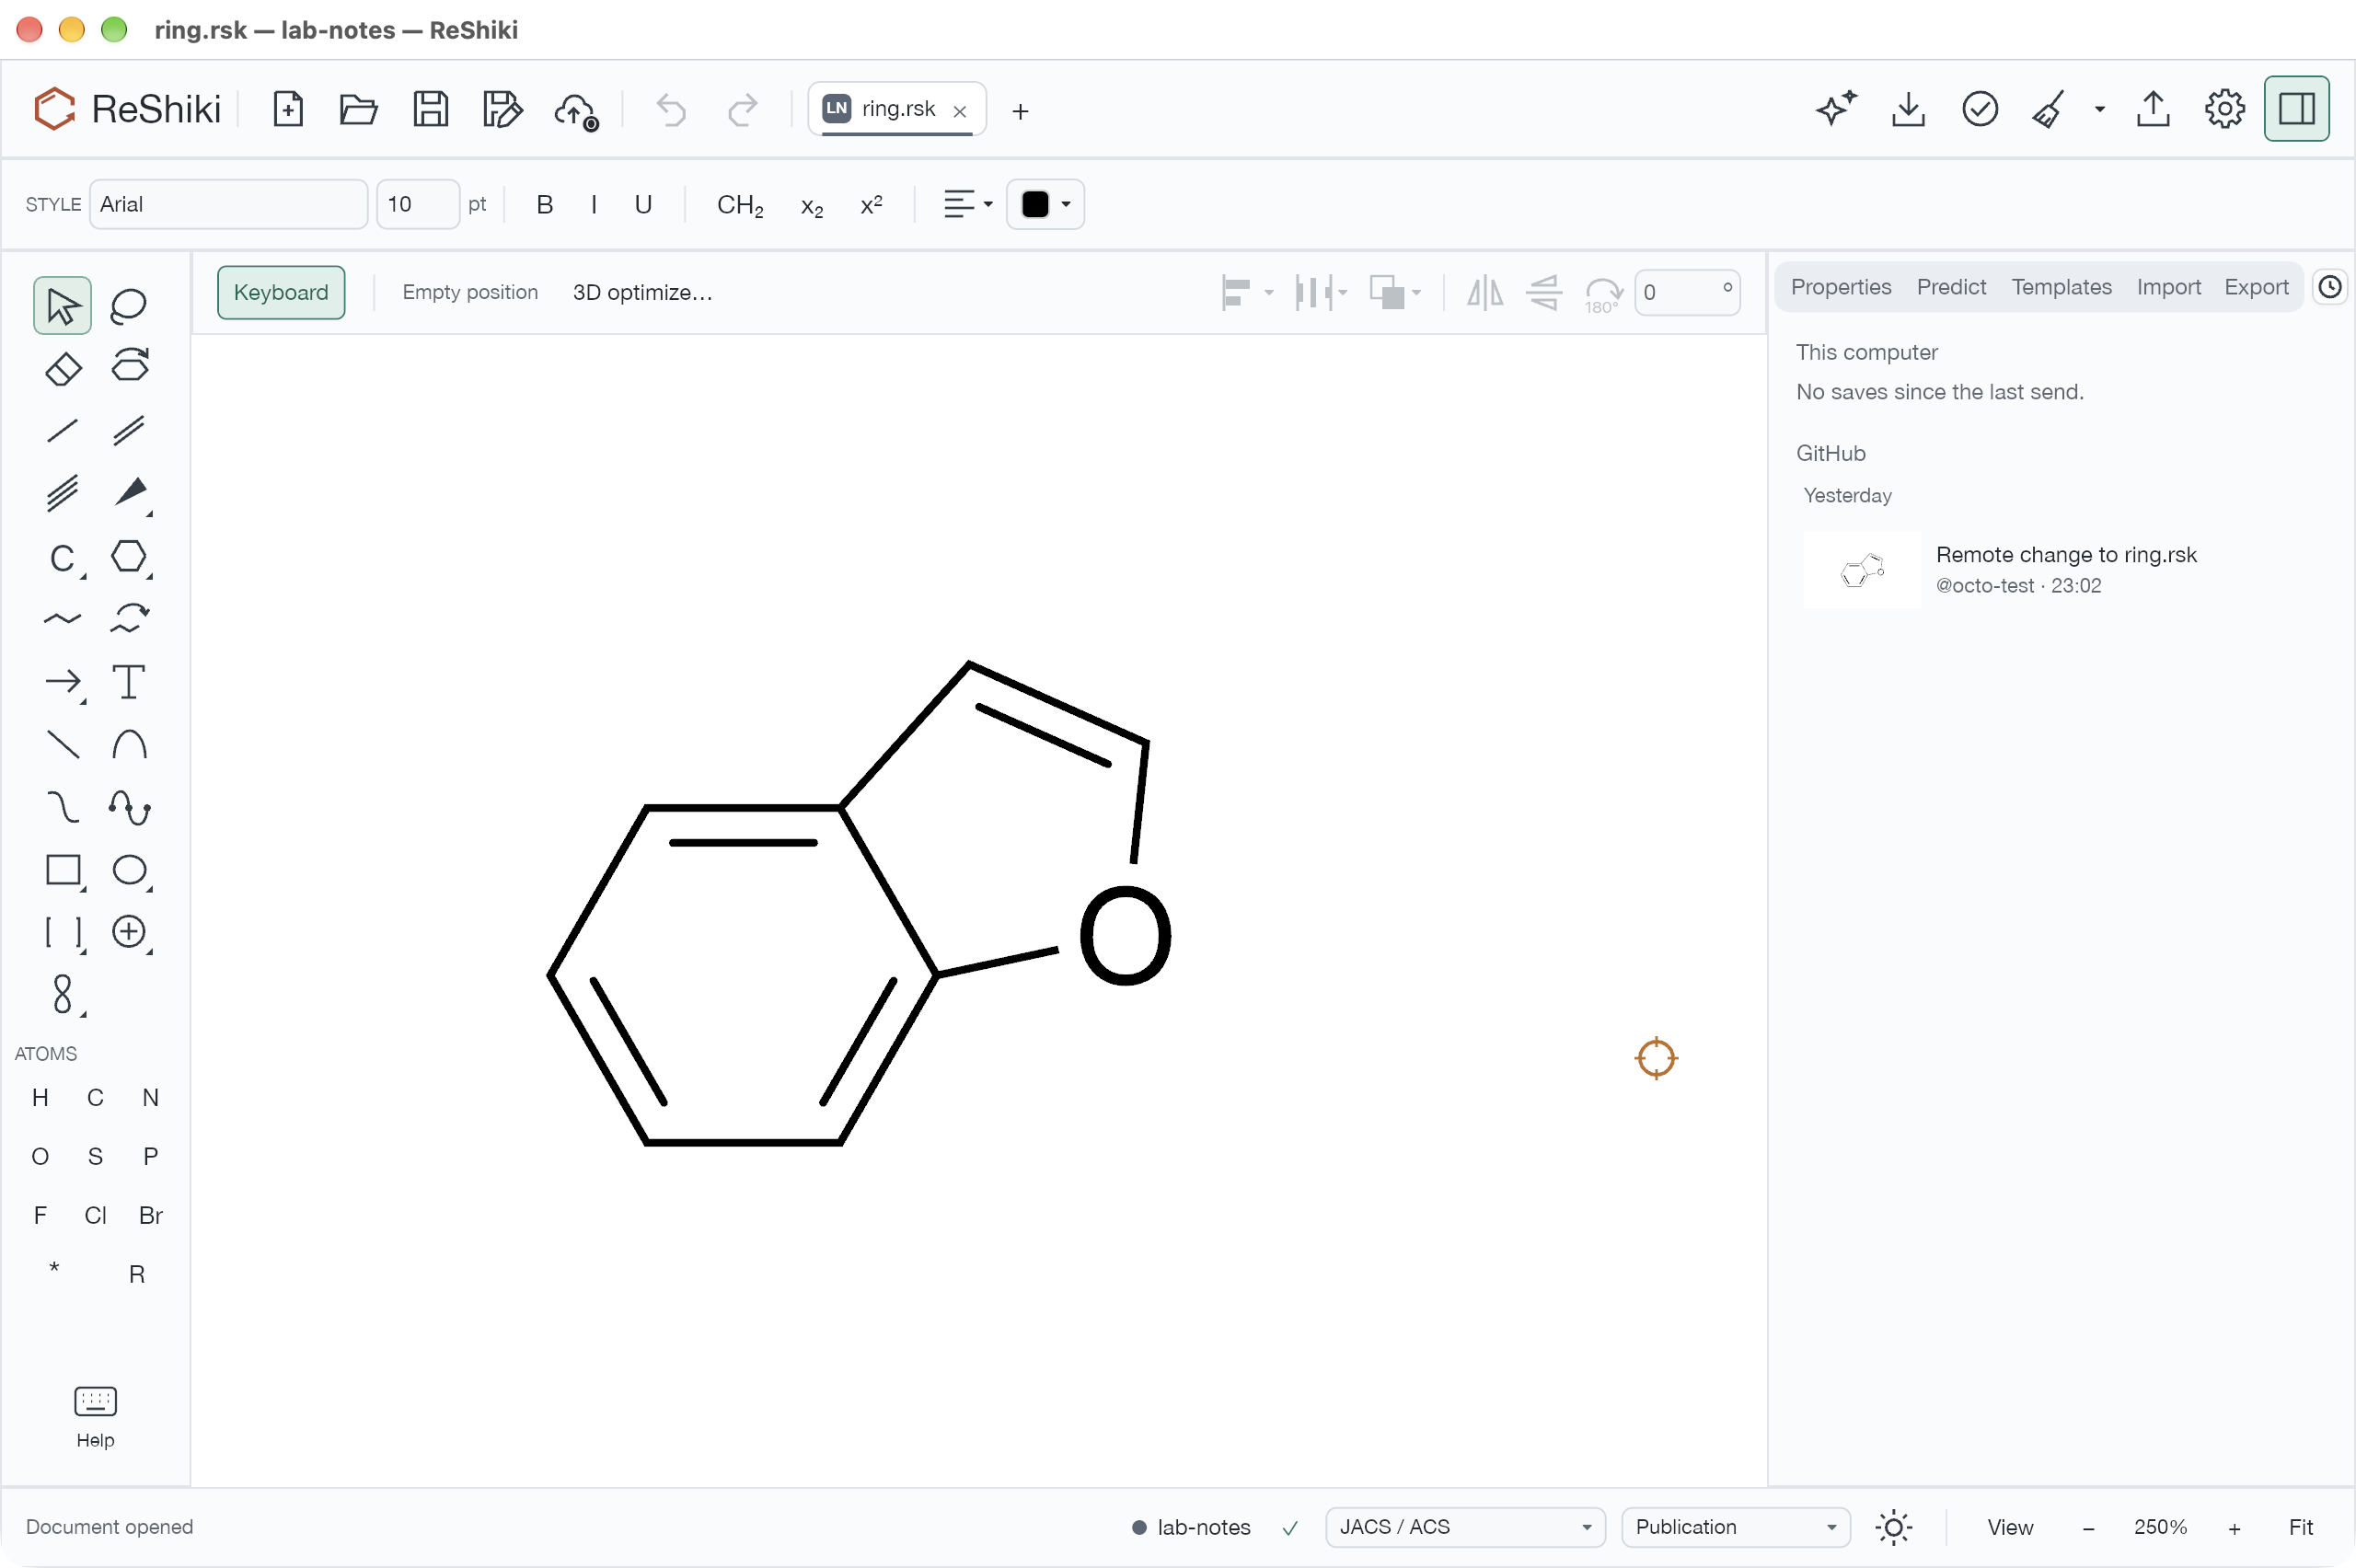 ring.rsk — lab-notes — ReShiki
ReShiki
LN ring.rsk × +
STYLE Arial 10 pt B I U CH₂ x₂ x² 
Keyboard Empty position 3D optimize... 180° 0 °
Properties Predict Templates Import Export
This computer
No saves since the last send.
GitHub
Yesterday
Remote change to ring.rsk
@octo-test · 23:02
C
T
[ ]
O
ATOMS
H C N
O S P
F Cl Br
* R
Help
Document opened lab-notes ✓ JACS / ACS Publication View – 250% + Fit